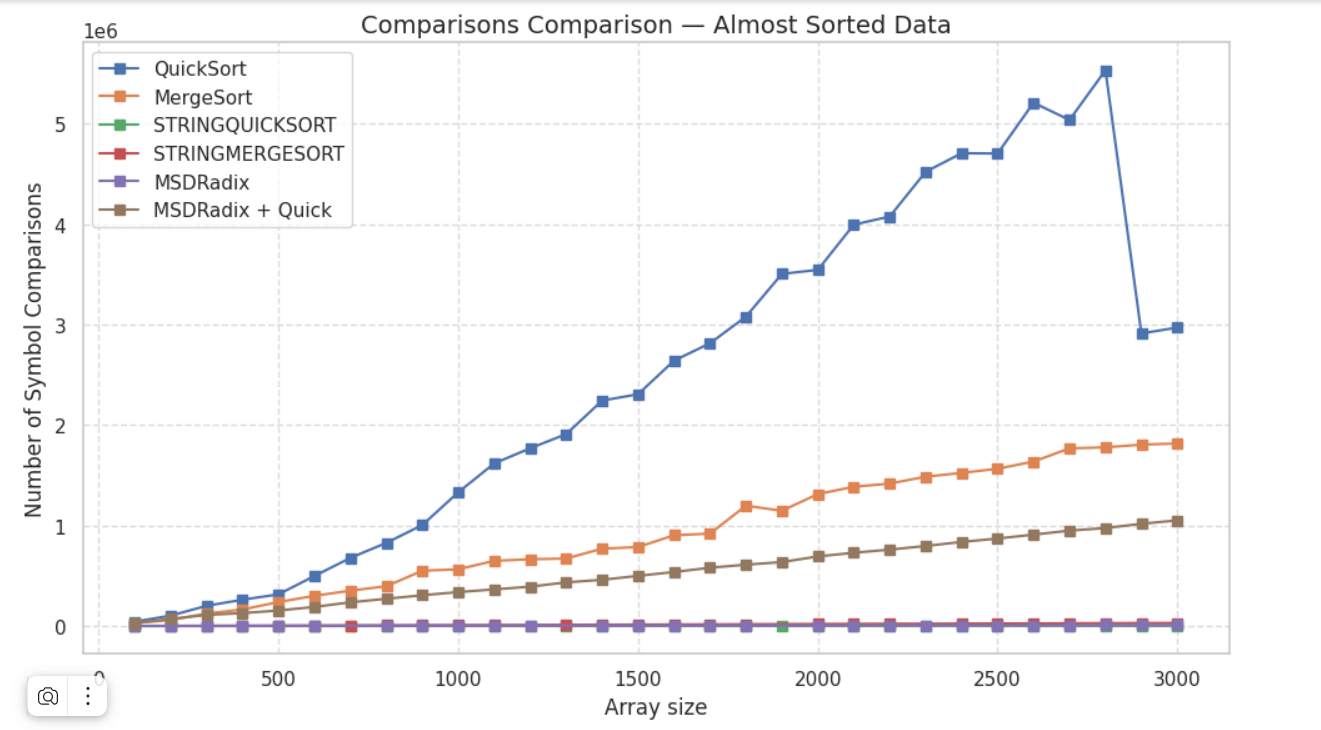 Comparisons Comparison — Almost Sorted Data
1e6
QuickSort
MergeSort
STRINGQUICKSORT
STRINGMERGESORT
MSDRadix
MSDRadix + Quick
Number of Symbol Comparisons
5
4
3
2
1
0
0
500
1000
1500
2000
2500
3000
Array size